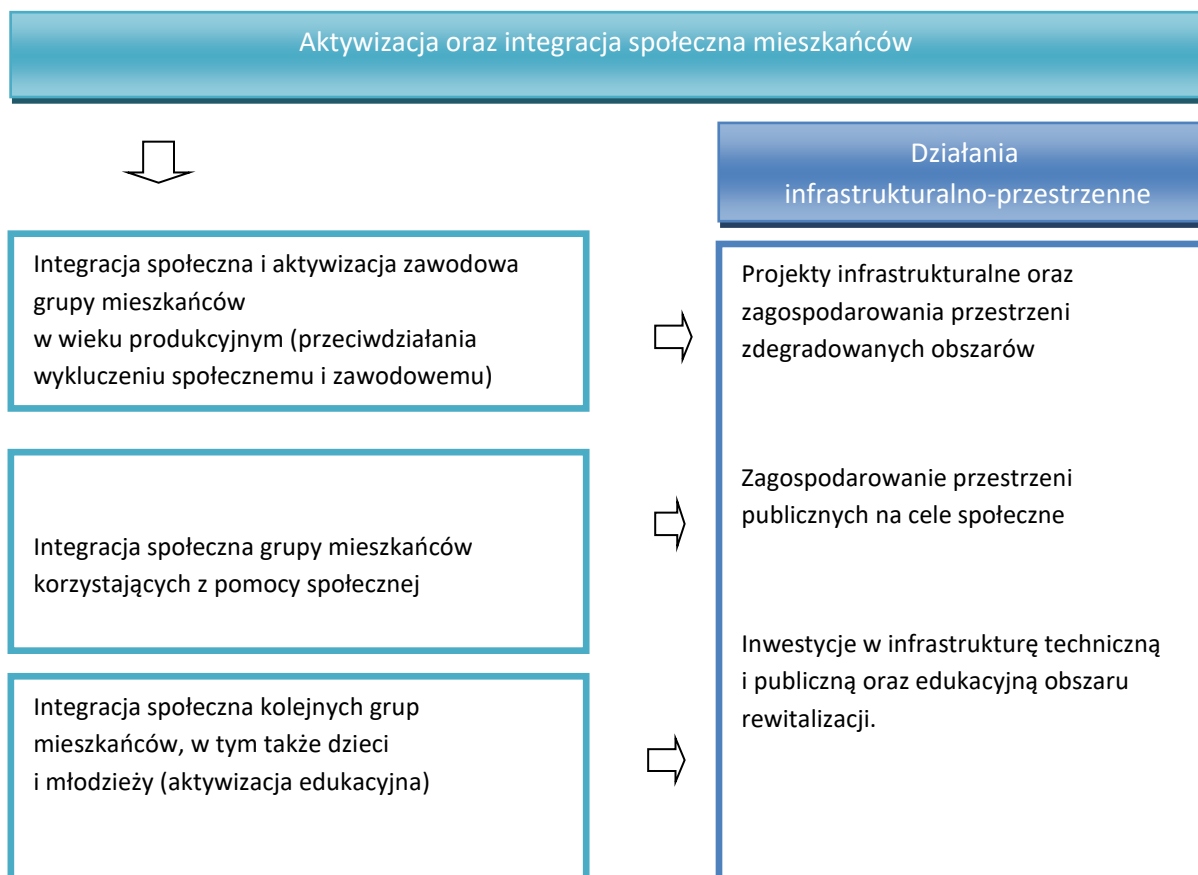 Aktywizacja oraz integracja społeczna mieszkańców
Działania
infrastrukturalno-przestrzenne
Integracja społeczna i aktywizacja zawodowa
grupy mieszkańców
w wieku produkcyjnym (przeciwdziałania
wykluczeniu społecznemu i zawodowemu)
Integracja społeczna grupy mieszkańców
korzystających z pomocy społecznej
Integracja społeczna kolejnych grup
mieszkańców, w tym także dzieci
i młodzieży (aktywizacja edukacyjna)
Projekty infrastrukturalne oraz
zagospodarowania przestrzeni
zdegradowanych obszarów
Zagospodarowanie przestrzeni
publicznych na cele społeczne
Inwestycje w infrastrukturę techniczną
i publiczną oraz edukacyjną obszaru
rewitalizacji.